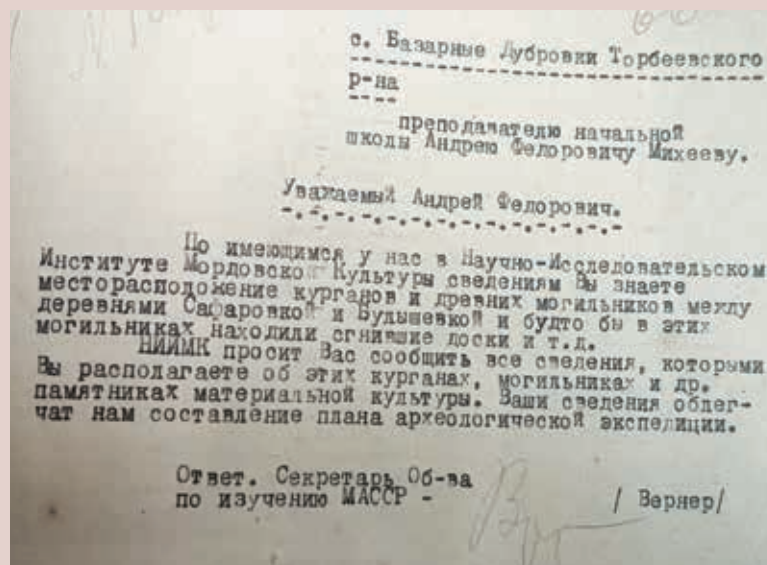 с. Базарные Дубровки Торбеевского
р-на
преподавателю начальной
школы Андрею Федоровичу Михееву.
Уважаемый Андрей Федорович.
По имеющимся у нас в Научно-Исследовательском
Институте Мордовской Культуры сведениям Вы знаете
месторасположение курганов и древних могильников между
деревнями Сафаровкой и Булышевкой и будто бы в этих
могильниках находили сгнившие доски и т.д.
НИИМК просит Вас сообщить все сведения, которыми
Вы располагаете об этих курганах, могильниках и др.
памятниках материальной культуры. Ваши сведения облег-
чат нам составление плана археологической экспедиции.
Ответ. Секретарь Об-ва
по изучению МАССР - / Вернер/